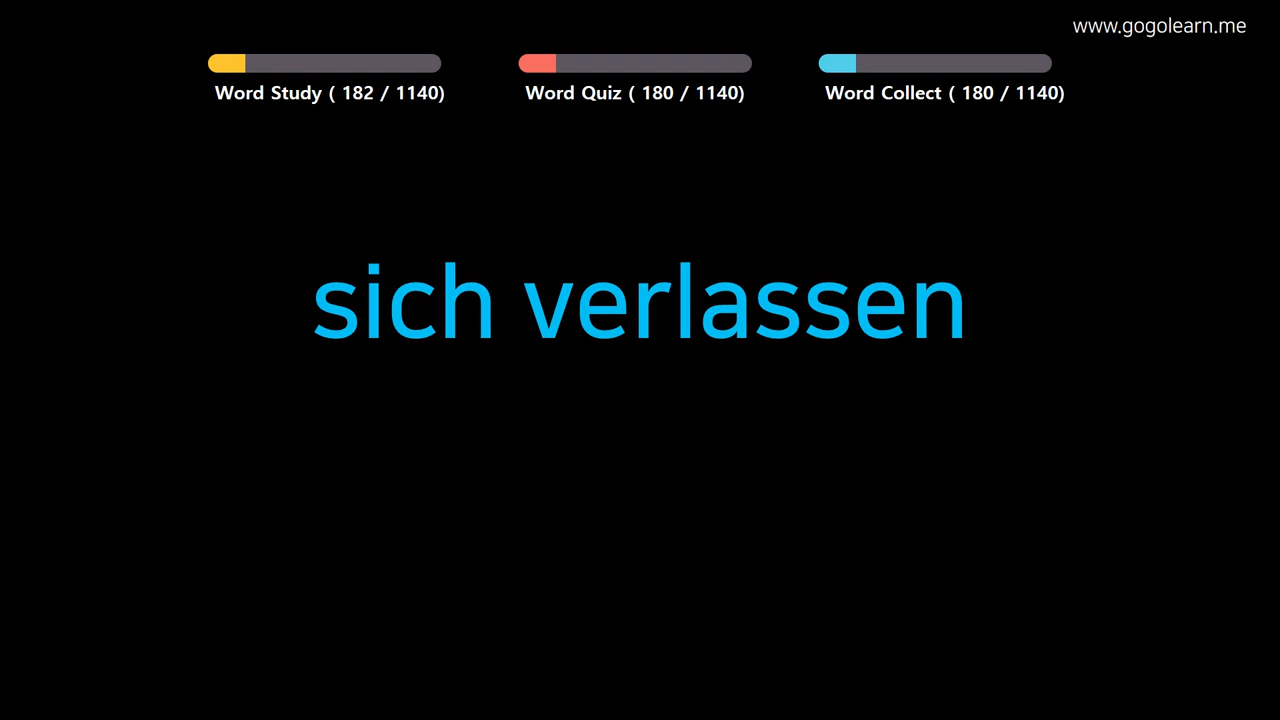 www.gogolearn.me
Word Study ( 182 / 1140)
Word Quiz ( 180 / 1140)
Word Collect ( 180 / 1140)
sich verlassen